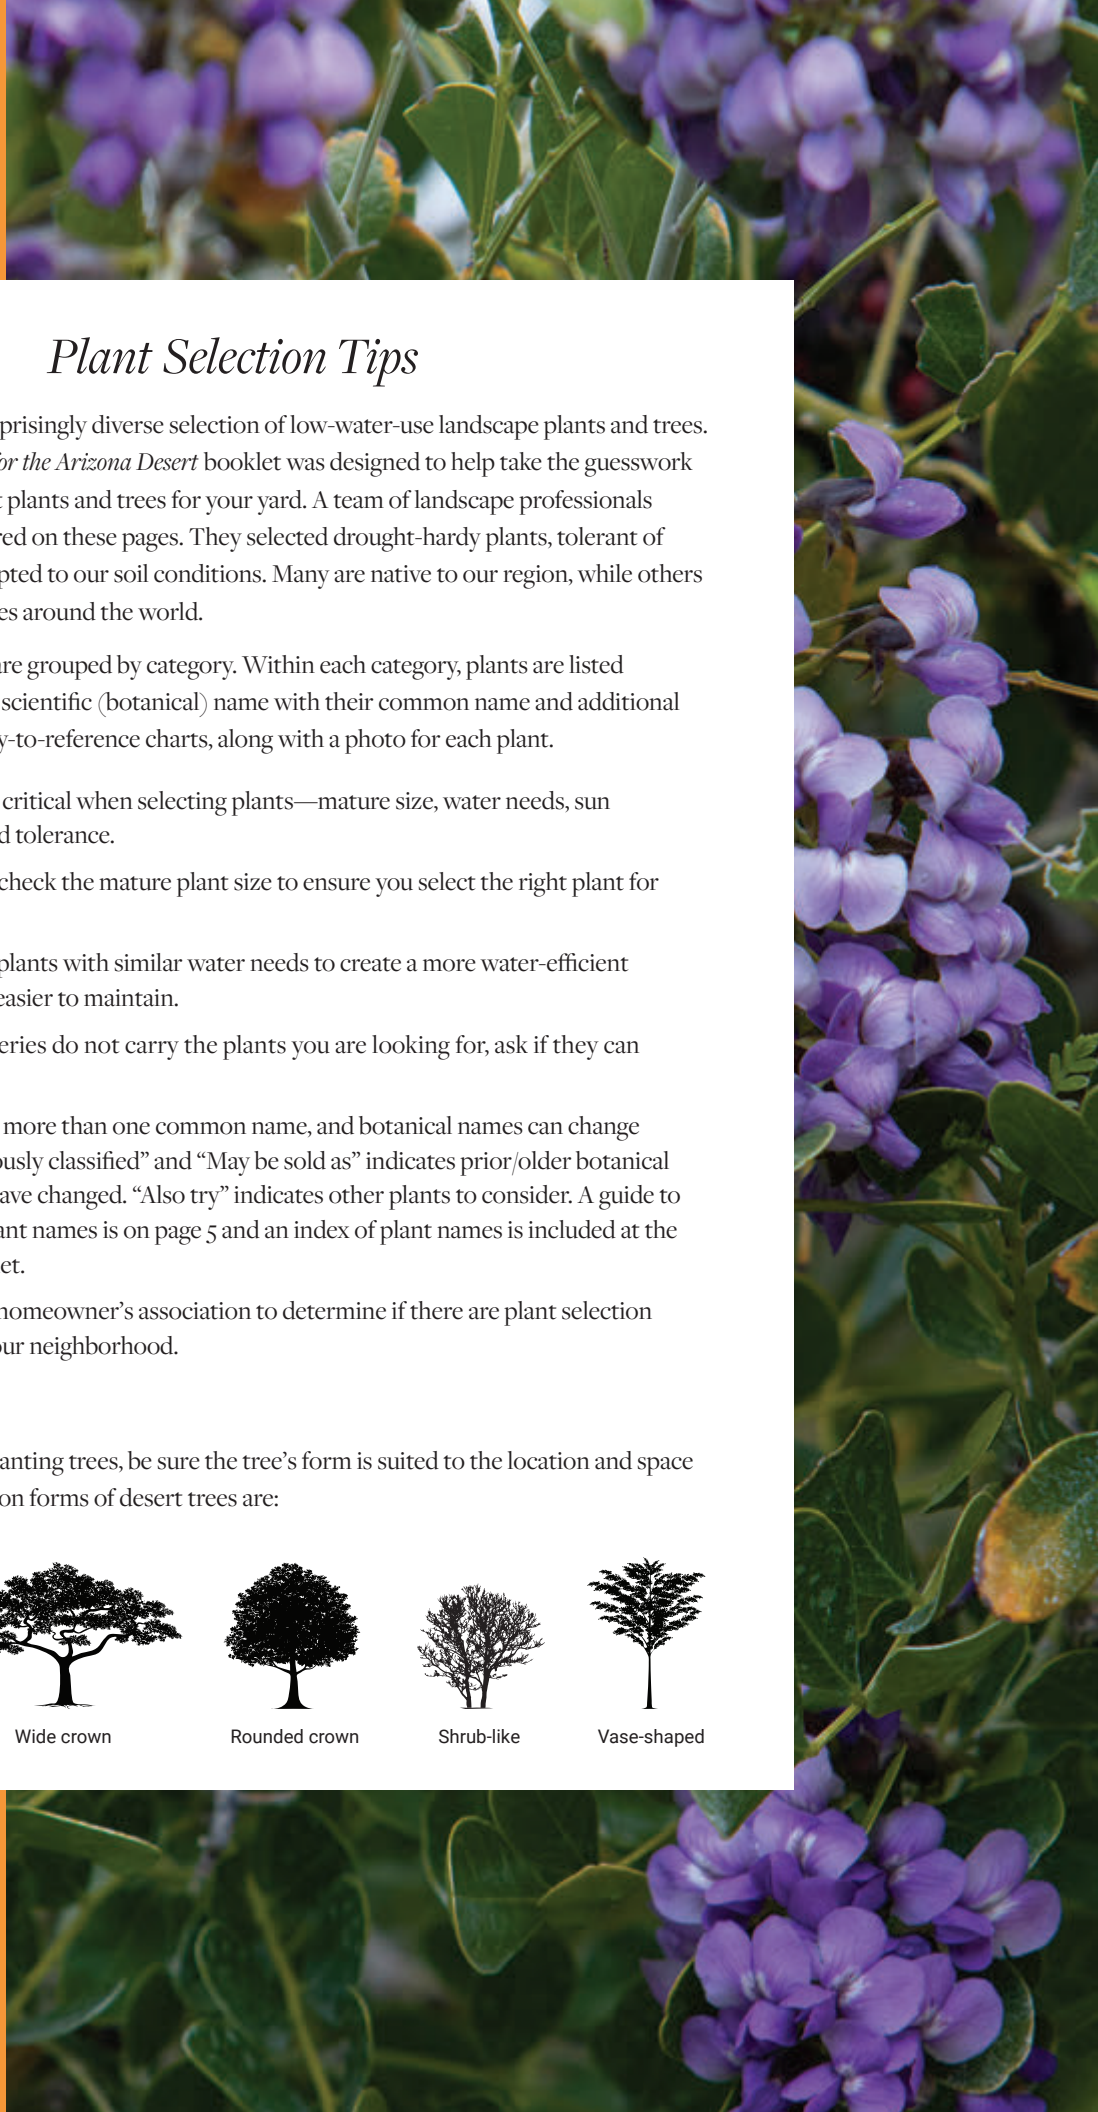 Plant Selection Tips
diverse selection of low-water-use landscape plants and trees.
for the Arizona Desert booklet was designed to help take the guesswork
plants and trees for your yard. A team of landscape professionals
on these pages. They selected drought-hardy plants, tolerant of
to our soil conditions. Many are native to our region, while others
around the world.
are grouped by category. Within each category, plants are listed
scientific (botanical) name with their common name and additional
y-to-reference charts, along with a photo for each plant.
critical when selecting plants—mature size, water needs, sun
d tolerance.
check the mature plant size to ensure you select the right plant for
plants with similar water needs to create a more water-efficient
easier to maintain.
eries do not carry the plants you are looking for, ask if they can
more than one common name, and botanical names can change
ously classified” and “May be sold as” indicates prior/older botanical
ave changed. “Also try” indicates other plants to consider. A guide to
ant names is on page 5 and an index of plant names is included at the
et.
homeowner’s association to determine if there are plant selection
our neighborhood.
anting trees, be sure the tree’s form is suited to the location and space
on forms of desert trees are:
Wide crown
Rounded crown
Shrub-like
Vase-shaped